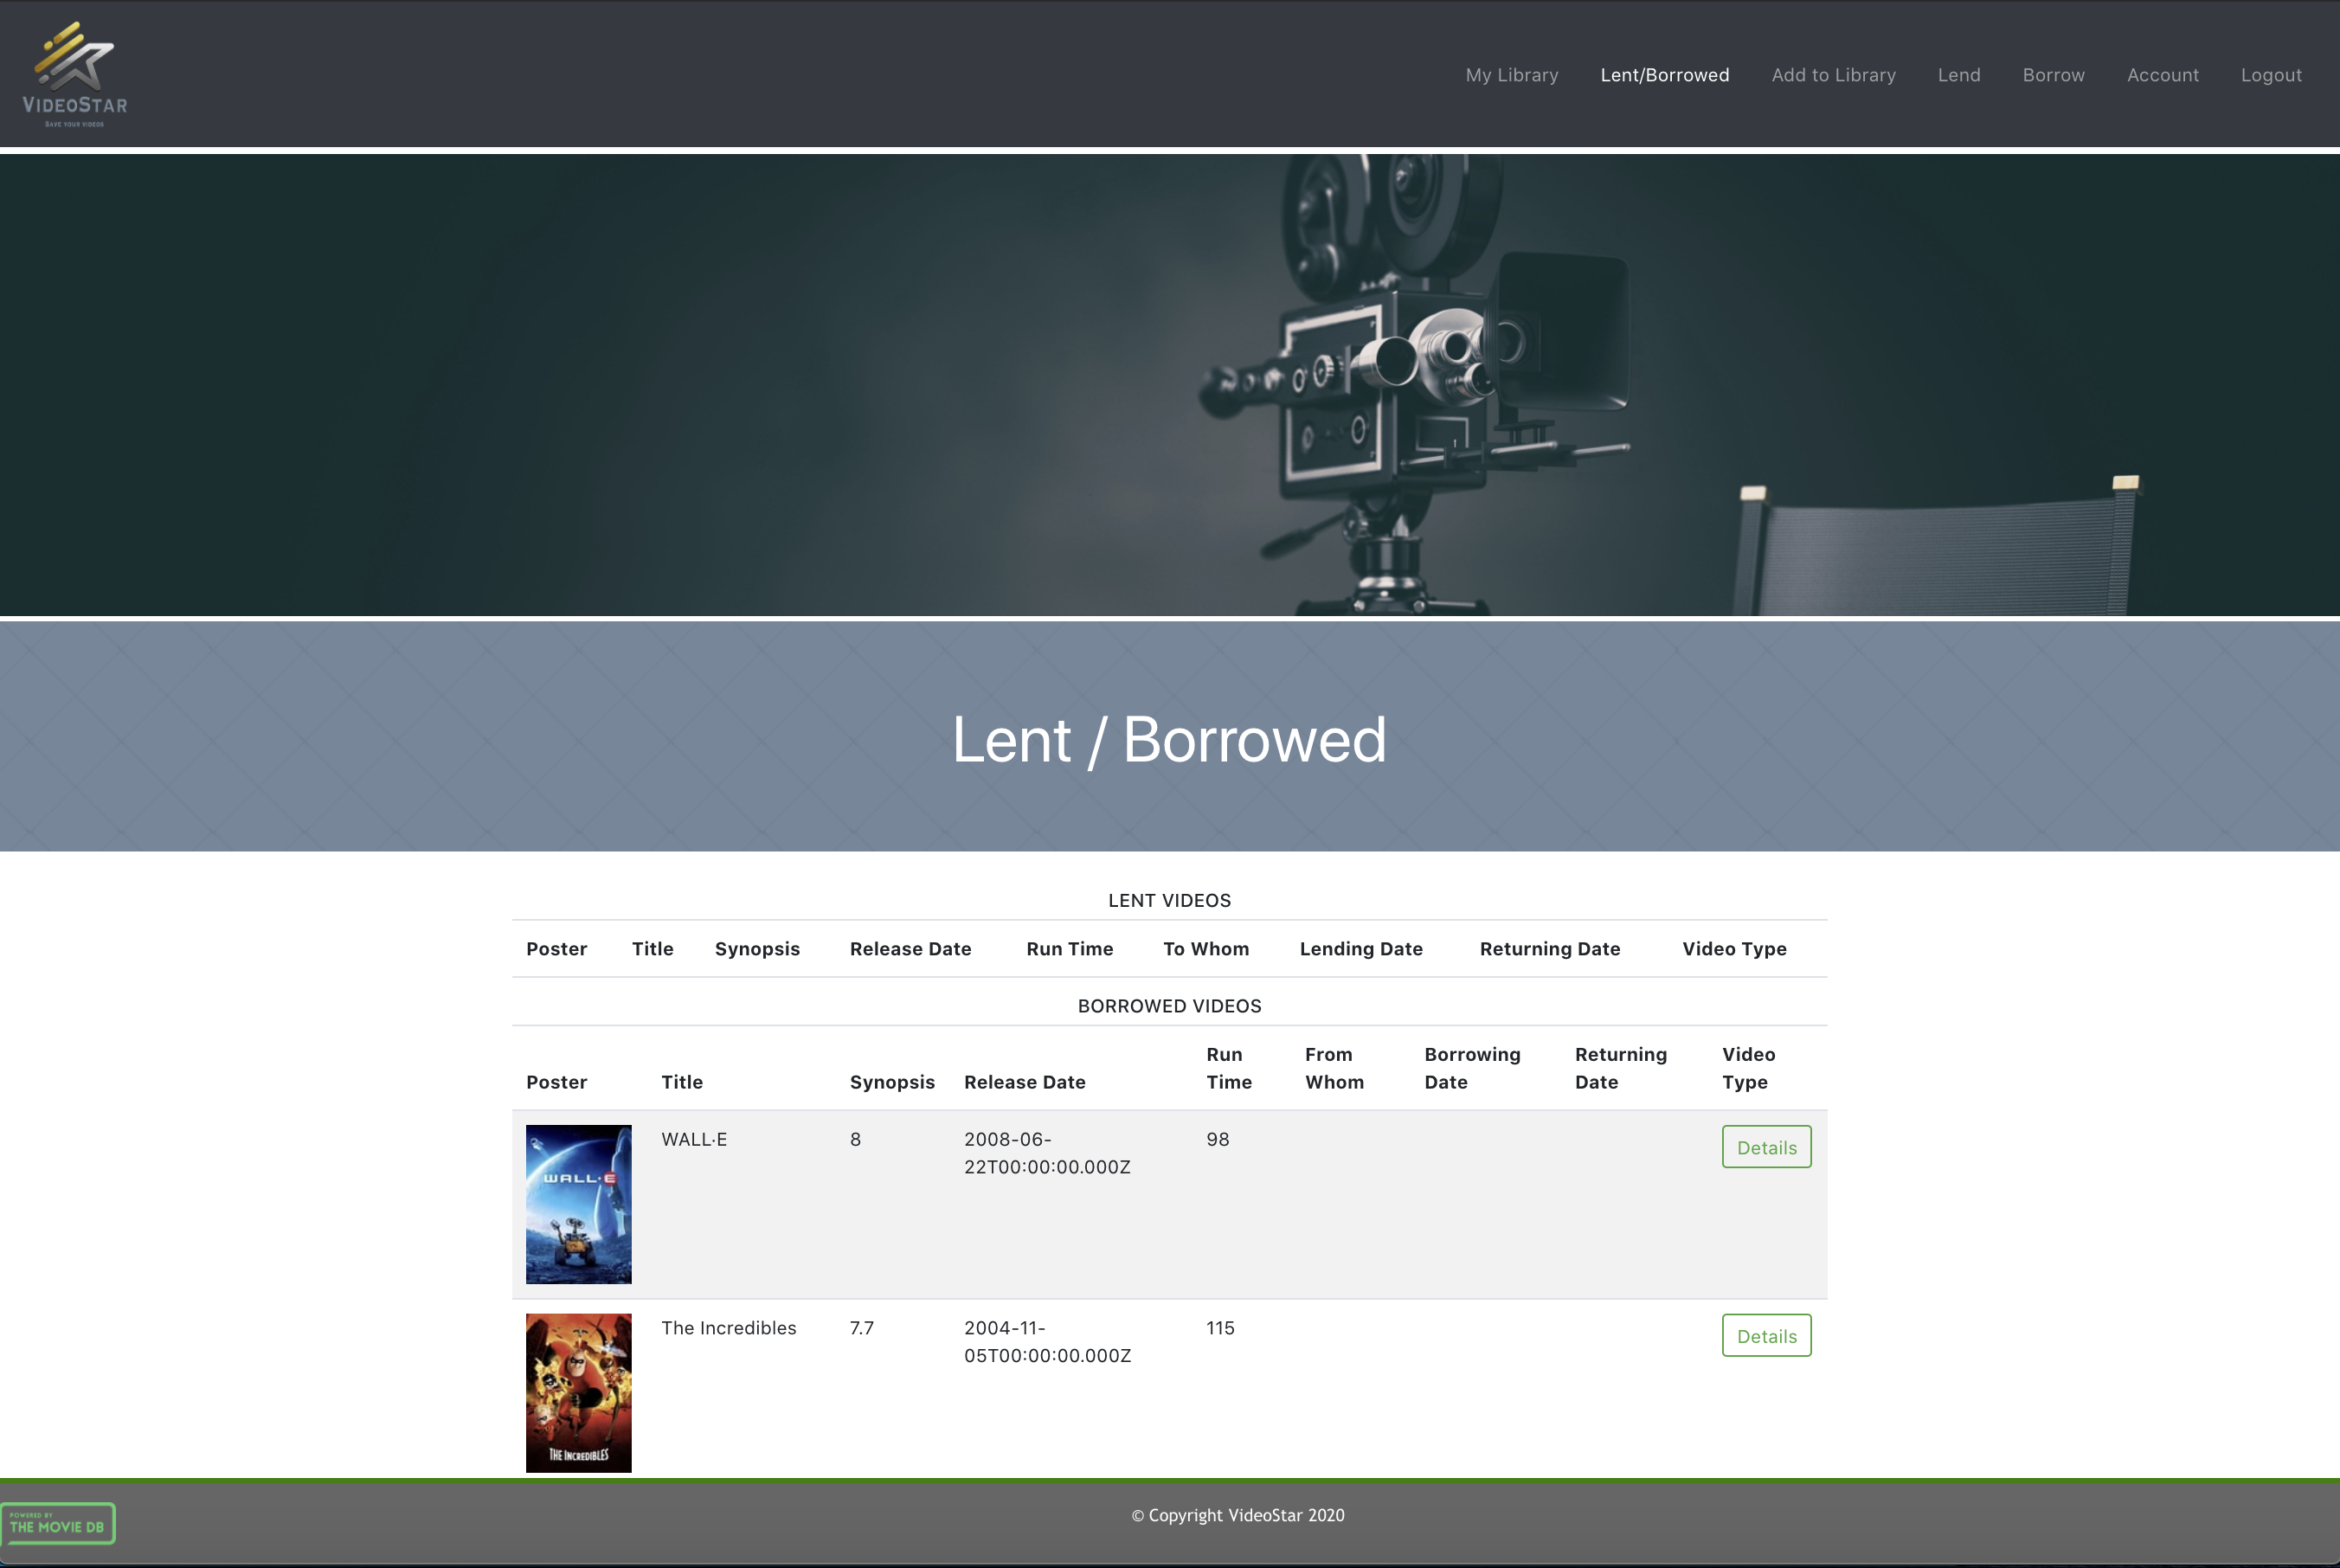 VIDEOSTAR
SAVE YOUR VIDEOS
My Library Lent/Borrowed Add to Library Lend Borrow Account Logout
Lent / Borrowed
LENT VIDEOS
Poster Title Synopsis Release Date Run Time To Whom Lending Date Returning Date Video Type
BORROWED VIDEOS
Poster Title Synopsis Release Date Run Time From Whom Borrowing Date Returning Date Video Type
WALL·E
WALL·E 8 2008-06-22T00:00:00.000Z 98 Details
THE INCREDIBLES
The Incredibles 7.7 2004-11-05T00:00:00.000Z 115 Details
POWERED BY
THE MOVIE DB
© Copyright VideoStar 2020